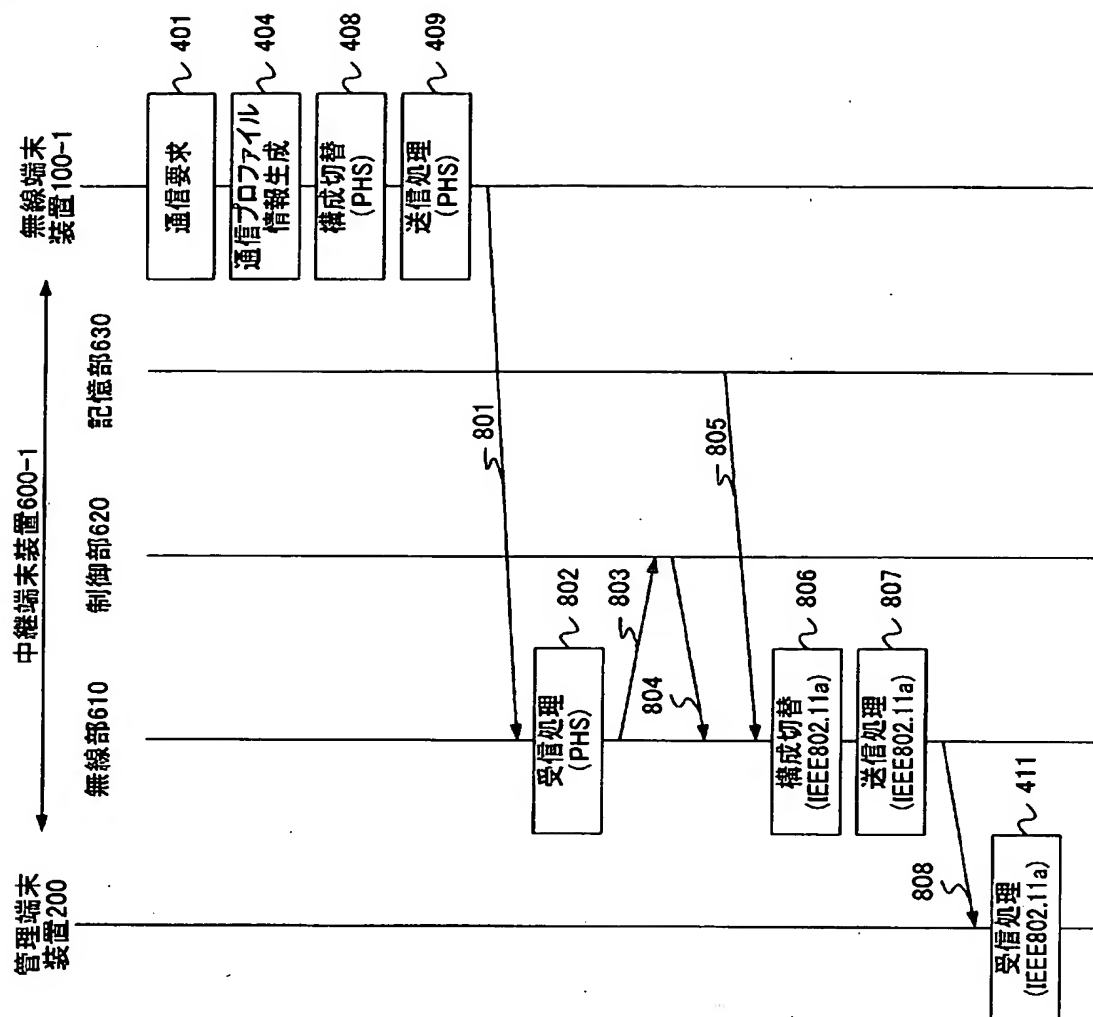 管理端末
装置200
中継端末装置600-1
無線部610
制御部620
記憶部630
無線端末
装置100-1
通信要求
401
通信プロファイル
情報生成
404
構成切替
(PHS)
408
送信処理
(PHS)
409
801
受信処理
(PHS)
802
803
804
805
構成切替
(IEEE802.11a)
806
送信処理
(IEEE802.11a)
807
808
受信処理
(IEEE802.11a)
411